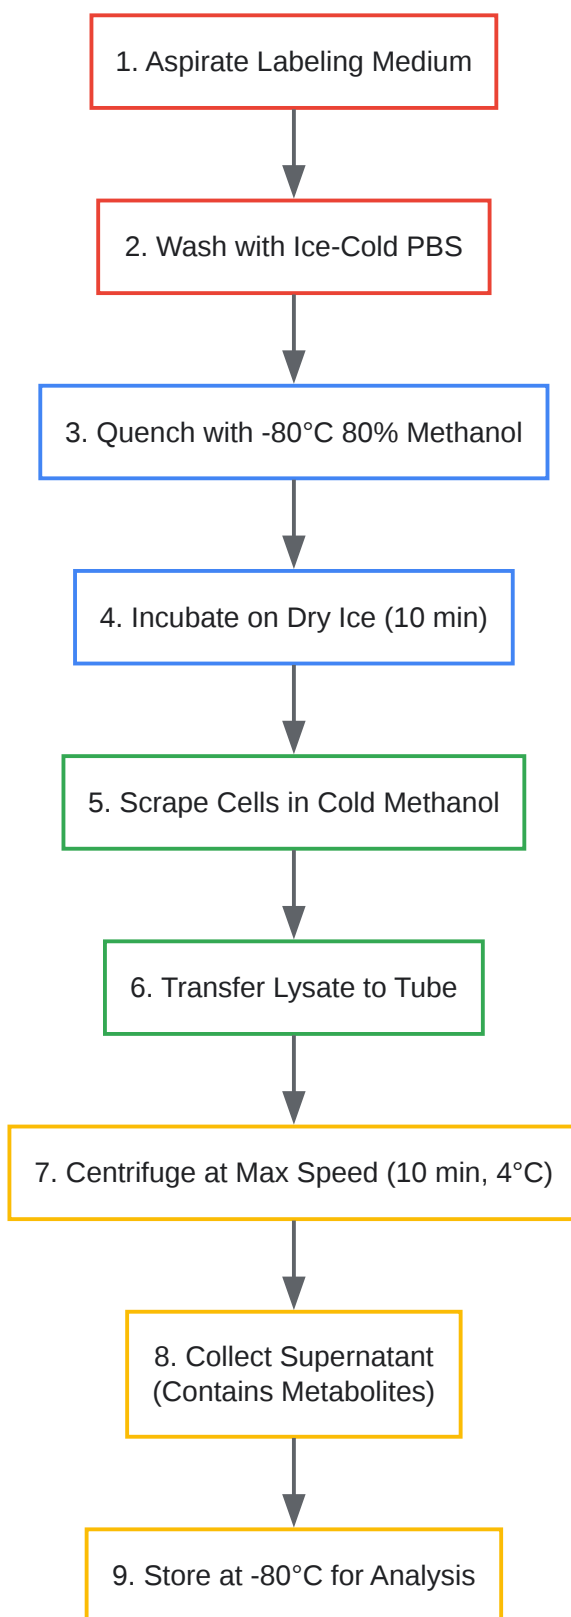 1. Aspirate Labeling Medium
2. Wash with Ice-Cold PBS
3. Quench with -80°C 80% Methanol
4. Incubate on Dry Ice (10 min)
5. Scrape Cells in Cold Methanol
6. Transfer Lysate to Tube
7. Centrifuge at Max Speed (10 min, 4°C)
8. Collect Supernatant
(Contains Metabolites)
9. Store at -80°C for Analysis